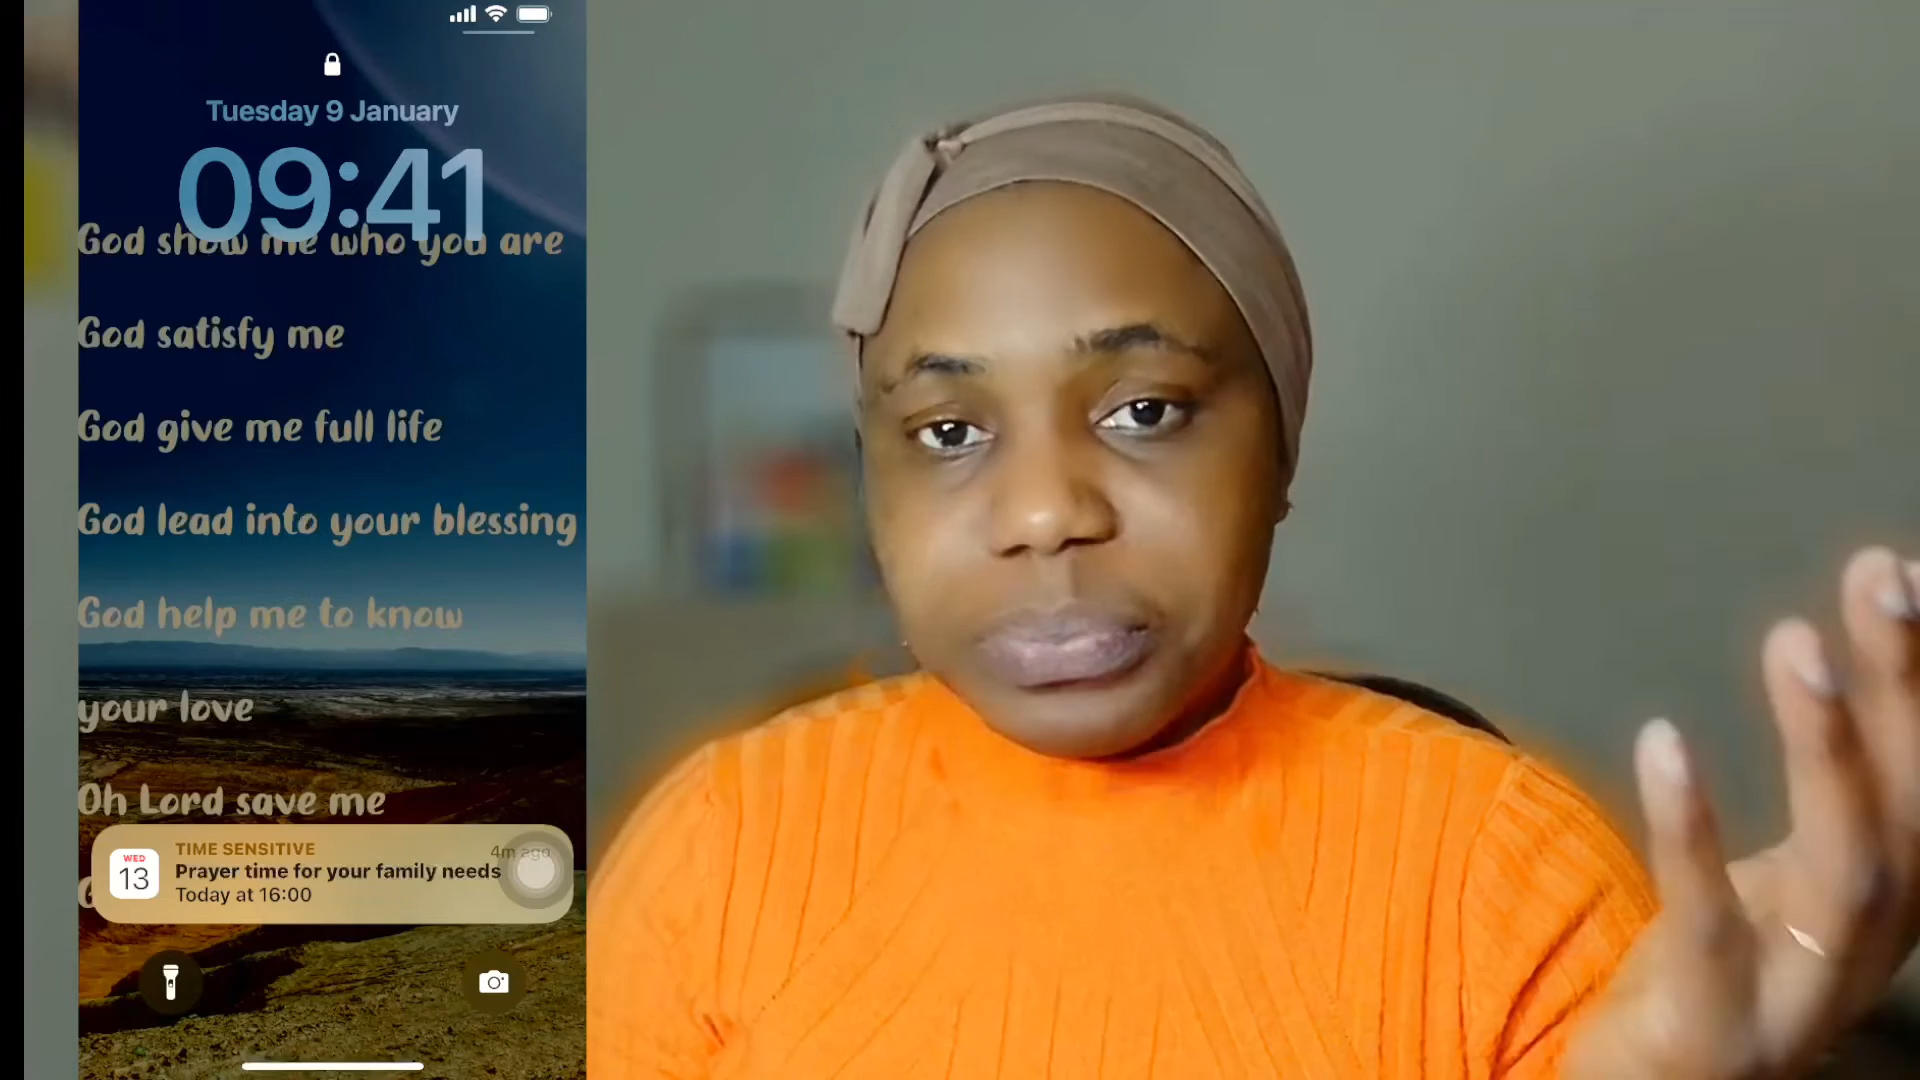 Tuesday 9 January
09:41
God show me who you are
God satisfy me
God give me full life
God lead into your blessing
God help me to know
your love
Oh Lord save me
TIME SENSITIVE
4m ago
WED
13
Prayer time for your family needs
Today at 16:00